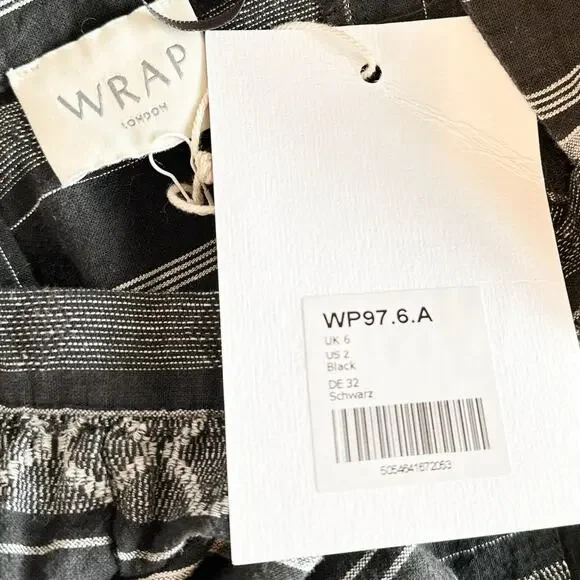 WRAP
LONDON
WP97.6.A
UK 6
US 2
Black
DE 32
Schwarz
5054641672053